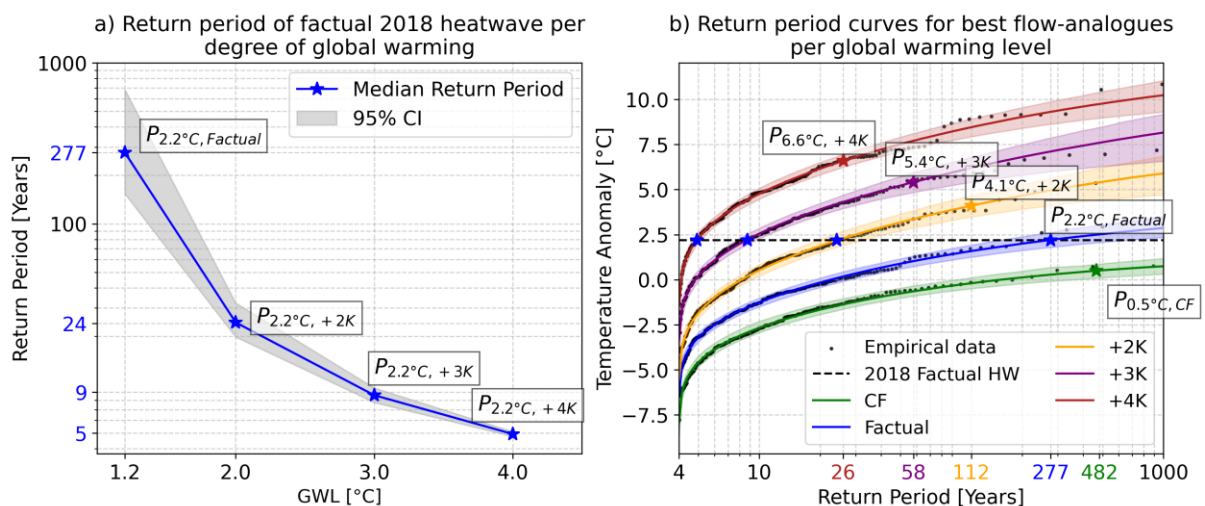 a) Return period of factual 2018 heatwave per
degree of global warming
1000
277
100
24
9
5
Return Period [Years]
Median Return Period
95% CI
P2.2°C, Factual
P2.2°C, +2K
P2.2°C, +3K
P2.2°C, +4K
1.2
2.0
3.0
4.0
GWL [°C]
b) Return period curves for best flow-analogues
per global warming level
10.0
7.5
5.0
2.5
0.0
−2.5
−5.0
−7.5
Temperature Anomaly [°C]
P6.6°C, +4K
P5.4°C, +3K
P4.1°C, +2K
P2.2°C, Factual
P0.5°C, CF
Empirical data
2018 Factual HW
CF
Factual
+2K
+3K
+4K
4
10
26
58
112
277
482
1000
Return Period [Years]